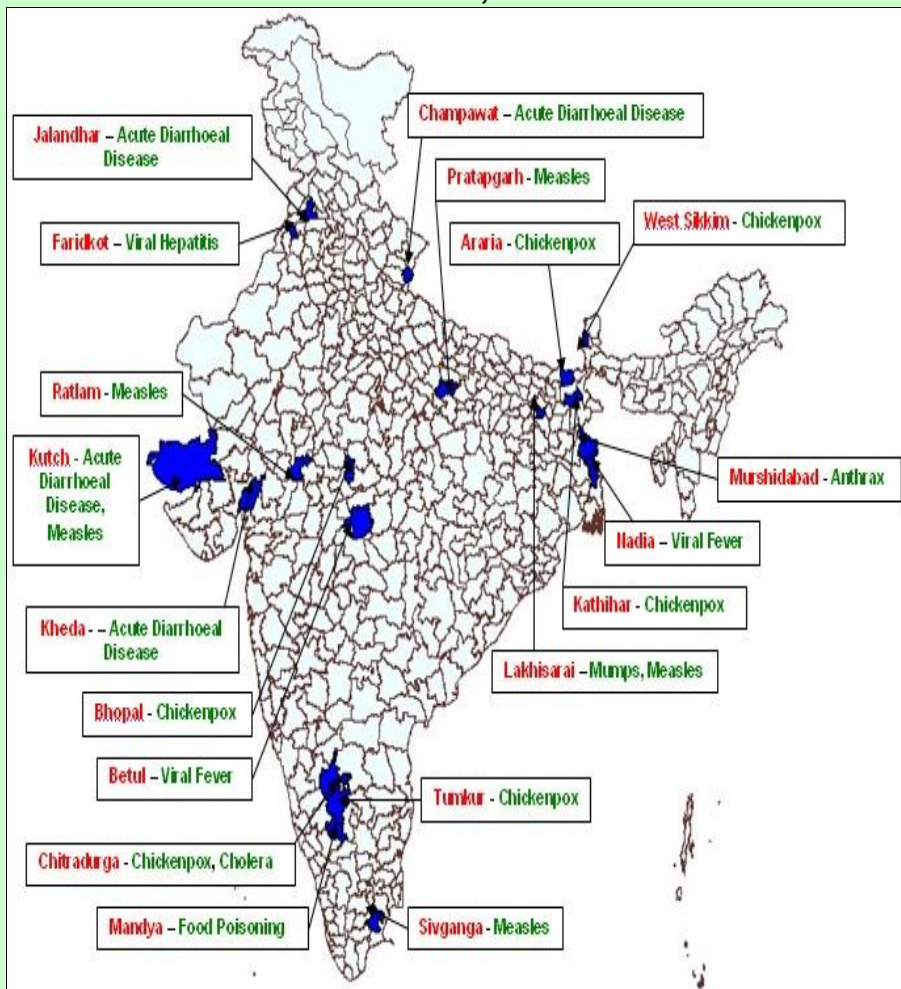 Champawat – Acute Diarrhoeal Disease
Jalandhar – Acute Diarrhoeal
Disease
Pratapgarh - Measles
West Sikkim - Chickenpox
Faridkot – Viral Hepatitis
Araria - Chickenpox
Ratlam - Measles
Kutch - Acute
Diarrhoeal
Disease,
Measles
Murshidabad - Anthrax
Nadia – Viral Fever
Kathihar - Chickenpox
Kheda - – Acute Diarrhoeal
Disease
Lakhisarai – Mumps, Measles
Bhopal - Chickenpox
Betul – Viral Fever
Tumkur - Chickenpox
Chitradurga - Chickenpox, Cholera
Mandya – Food Poisoning
Sivganga - Measles